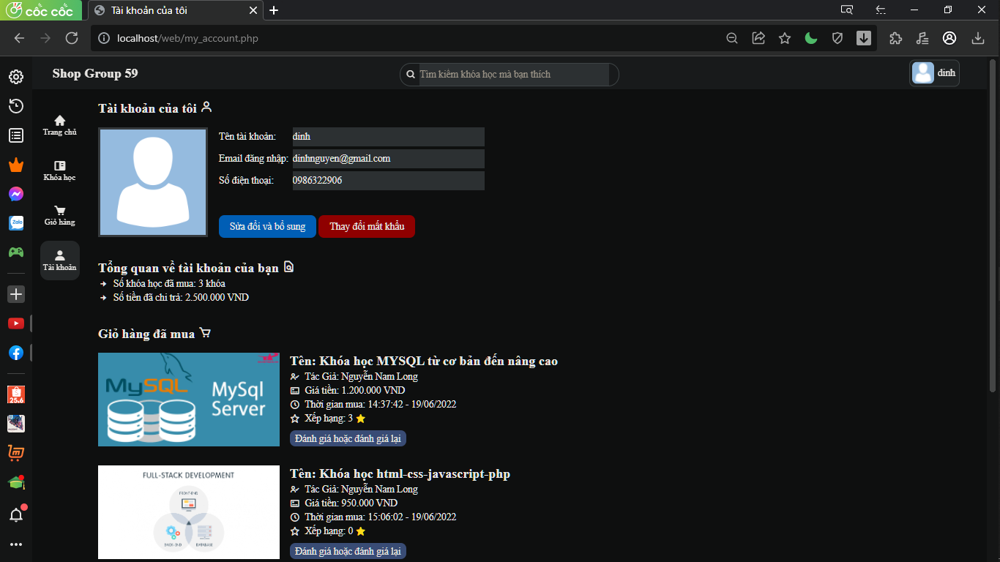 cốc cốc
Tài khoản của tôi
localhost/web/my_account.php
Shop Group 59
Tìm kiếm khóa học mà bạn thích
dinh
Trang chủ
Khóa học
Giỏ hàng
Tài khoản
Zalo
25.6
Tài khoản của tôi
Tên tài khoản: dinh
Email đăng nhập: dinhnguyen@gmail.com
Số điện thoại: 0986322906
Sửa đổi và bổ sung Thay đổi mất khẩu
Tổng quan về tài khoản của bạn
Số khóa học đã mua: 3 khóa
Số tiền đã chi trả: 2.500.000 VND
Giỏ hàng đã mua
MySQL
MySql
Server
Tên: Khóa học MYSQL từ cơ bản đến nâng cao
Tác Giả: Nguyễn Nam Long
Giá tiền: 1.200.000 VND
Thời gian mua: 14:37:42 - 19/06/2022
Xếp hạng: 3
Đánh giá hoặc đánh giá lại
FULL-STACK DEVELOPMENT
FRONT-END
BACK-END
DATABASE
Tên: Khóa học html-css-javascript-php
Tác Giả: Nguyễn Nam Long
Giá tiền: 950.000 VND
Thời gian mua: 15:06:02 - 19/06/2022
Xếp hạng: 0
Đánh giá hoặc đánh giá lại